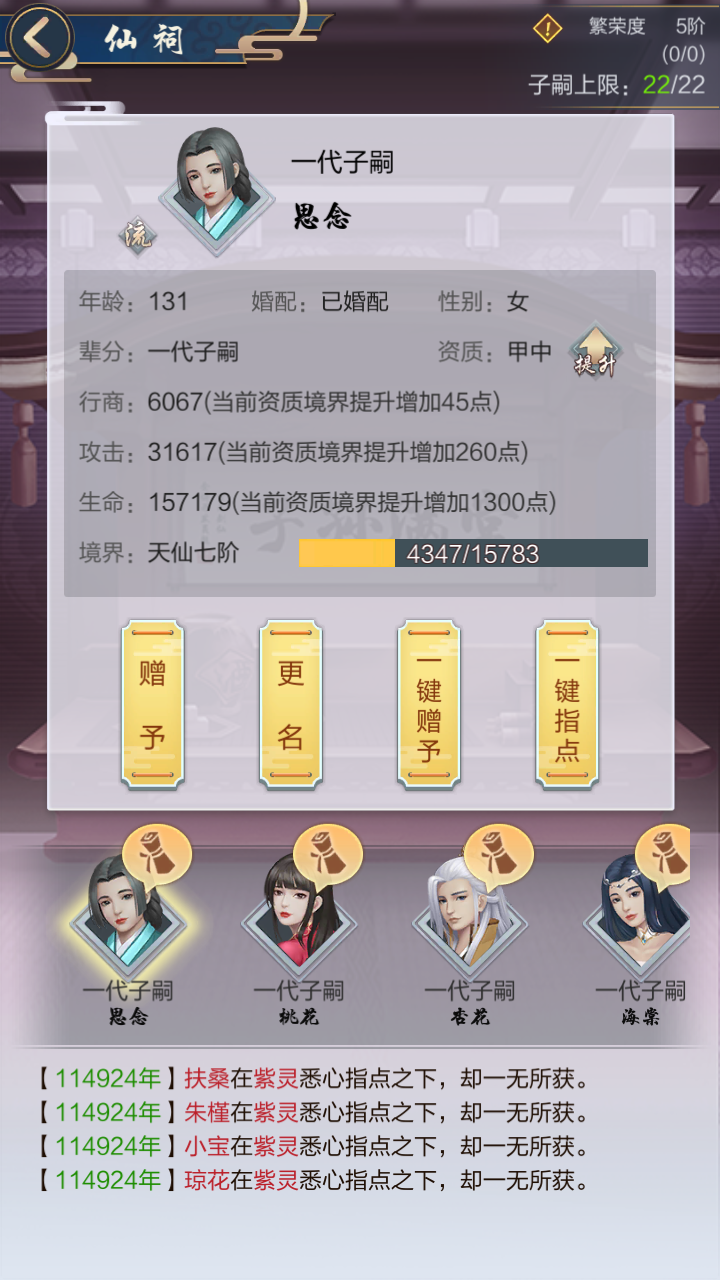 仙祠
繁荣度 5阶
(0/0)
子嗣上限：22/22
一代子嗣
思念
流
年龄：131 婚配：已婚配 性别：女
辈分：一代子嗣 资质：甲中 提升
行商：6067(当前资质境界提升增加45点)
攻击：31617(当前资质境界提升增加260点)
生命：157179(当前资质境界提升增加1300点)
境界：天仙七阶 4347/15783
赠予 更名 一键赠予 一键指点
一代子嗣 一代子嗣 一代子嗣 一代子嗣
思念 桃花 杏花 海棠
【114924年】扶桑在紫灵悉心指点之下，却一无所获。
【114924年】朱槿在紫灵悉心指点之下，却一无所获。
【114924年】小宝在紫灵悉心指点之下，却一无所获。
【114924年】琼花在紫灵悉心指点之下，却一无所获。